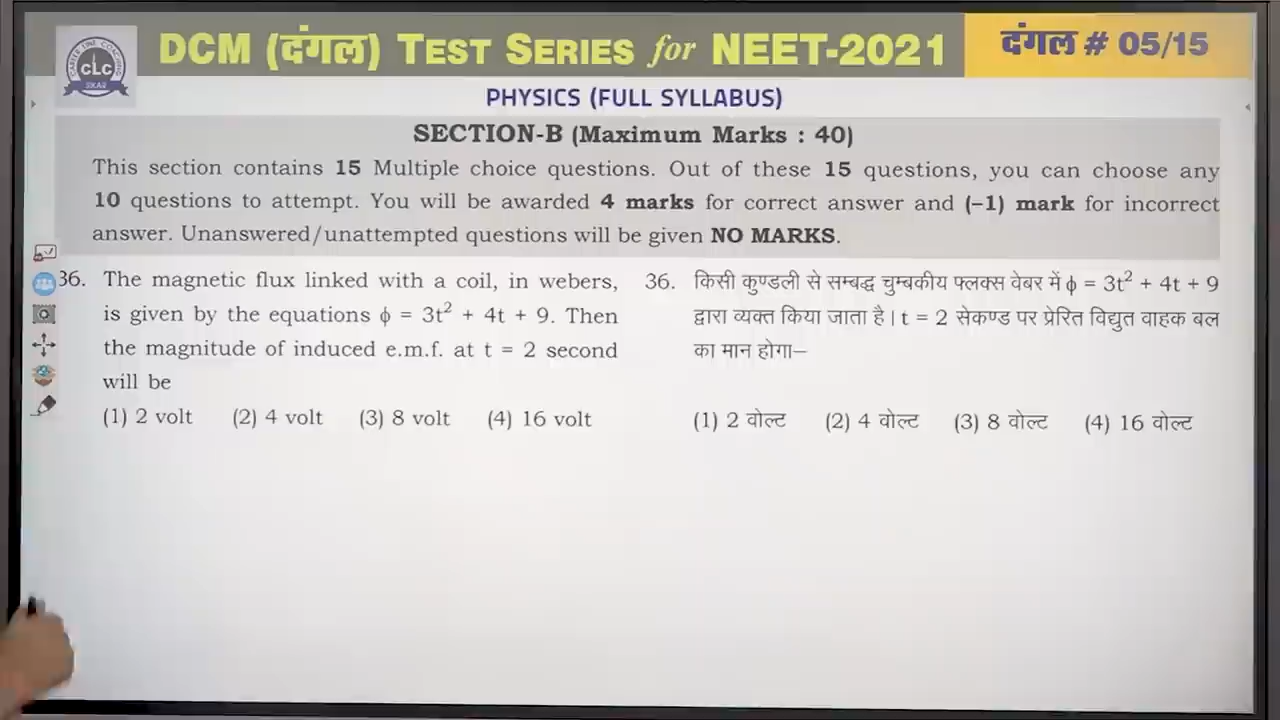 DCM (दंगल) TEST SERIES for NEET-2021
दंगल # 05/15
CLC
SIKAR
PHYSICS (FULL SYLLABUS)
SECTION-B (Maximum Marks : 40)
This section contains 15 Multiple choice questions. Out of these 15 questions, you can choose any
10 questions to attempt. You will be awarded 4 marks for correct answer and (−1) mark for incorrect
answer. Unanswered/unattempted questions will be given NO MARKS.
36. The magnetic flux linked with a coil, in webers,
is given by the equations ϕ = 3t² + 4t + 9. Then
the magnitude of induced e.m.f. at t = 2 second
will be
(1) 2 volt (2) 4 volt (3) 8 volt (4) 16 volt
36. किसी कुण्डली से सम्बद्ध चुम्बकीय फ्लक्स वेबर में ϕ = 3t² + 4t + 9
द्वारा व्यक्त किया जाता है। t = 2 सेकण्ड पर प्रेरित विद्युत वाहक बल
का मान होगा–
(1) 2 वोल्ट (2) 4 वोल्ट (3) 8 वोल्ट (4) 16 वोल्ट